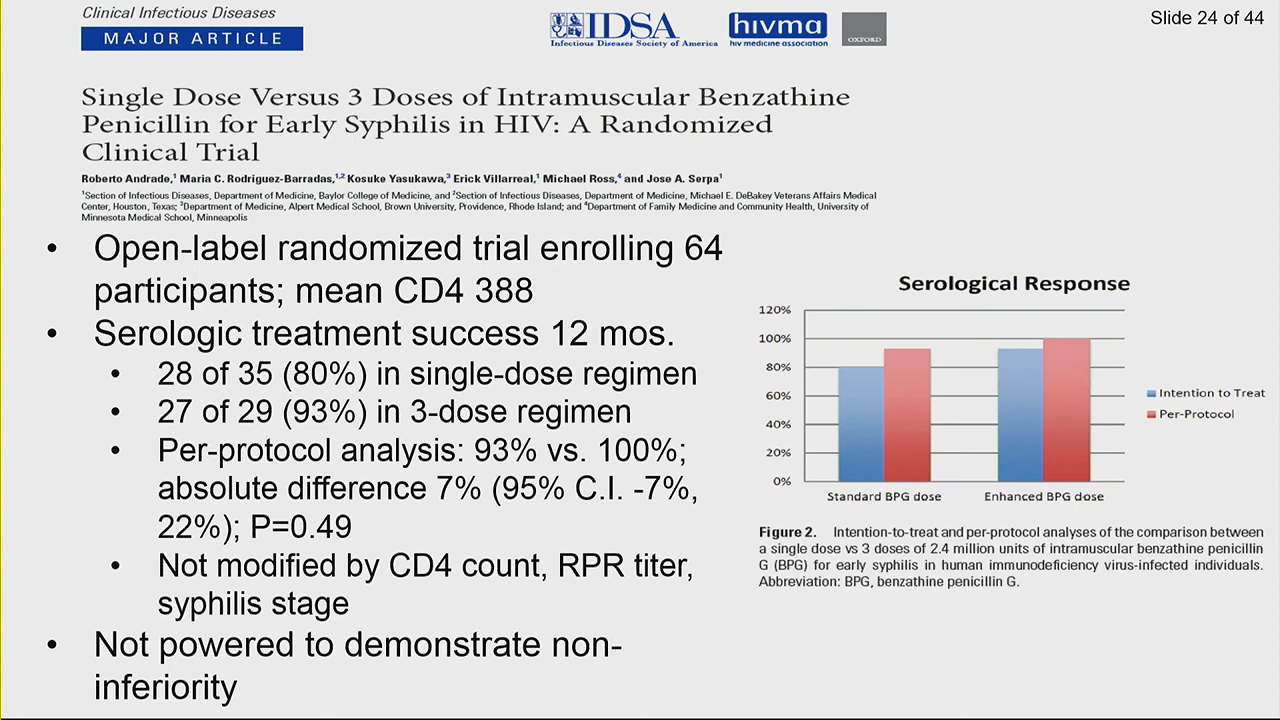 Clinical Infectious Diseases
MAJOR ARTICLE
IDSA
Infectious Diseases Society of America
hivma
hiv medicine association
OXFORD
Slide 24 of 44
Single Dose Versus 3 Doses of Intramuscular Benzathine
Penicillin for Early Syphilis in HIV: A Randomized
Clinical Trial
Roberto Andrade,1 Maria C. Rodriguez-Barradas,1,2 Kosuke Yasukawa,3 Erick Villarreal,1 Michael Ross,4 and Jose A. Serpa1
1Section of Infectious Diseases, Department of Medicine, Baylor College of Medicine, and 2Section of Infectious Diseases, Department of Medicine, Michael E. DeBakey Veterans Affairs Medical
Center, Houston, Texas; 3Department of Medicine, Alpert Medical School, Brown University, Providence, Rhode Island; and 4Department of Family Medicine and Community Health, University of
Minnesota Medical School, Minneapolis
• Open-label randomized trial enrolling 64
participants; mean CD4 388
• Serologic treatment success 12 mos.
• 28 of 35 (80%) in single-dose regimen
• 27 of 29 (93%) in 3-dose regimen
• Per-protocol analysis: 93% vs. 100%;
absolute difference 7% (95% C.I. -7%,
22%); P=0.49
• Not modified by CD4 count, RPR titer,
syphilis stage
• Not powered to demonstrate non-
inferiority
Serological Response
120%
100%
80%
60%
40%
20%
0%
Standard BPG dose
Enhanced BPG dose
Intention to Treat
Per-Protocol
Figure 2. Intention-to-treat and per-protocol analyses of the comparison between
a single dose vs 3 doses of 2.4 million units of intramuscular benzathine penicillin
G (BPG) for early syphilis in human immunodeficiency virus-infected individuals.
Abbreviation: BPG, benzathine penicillin G.